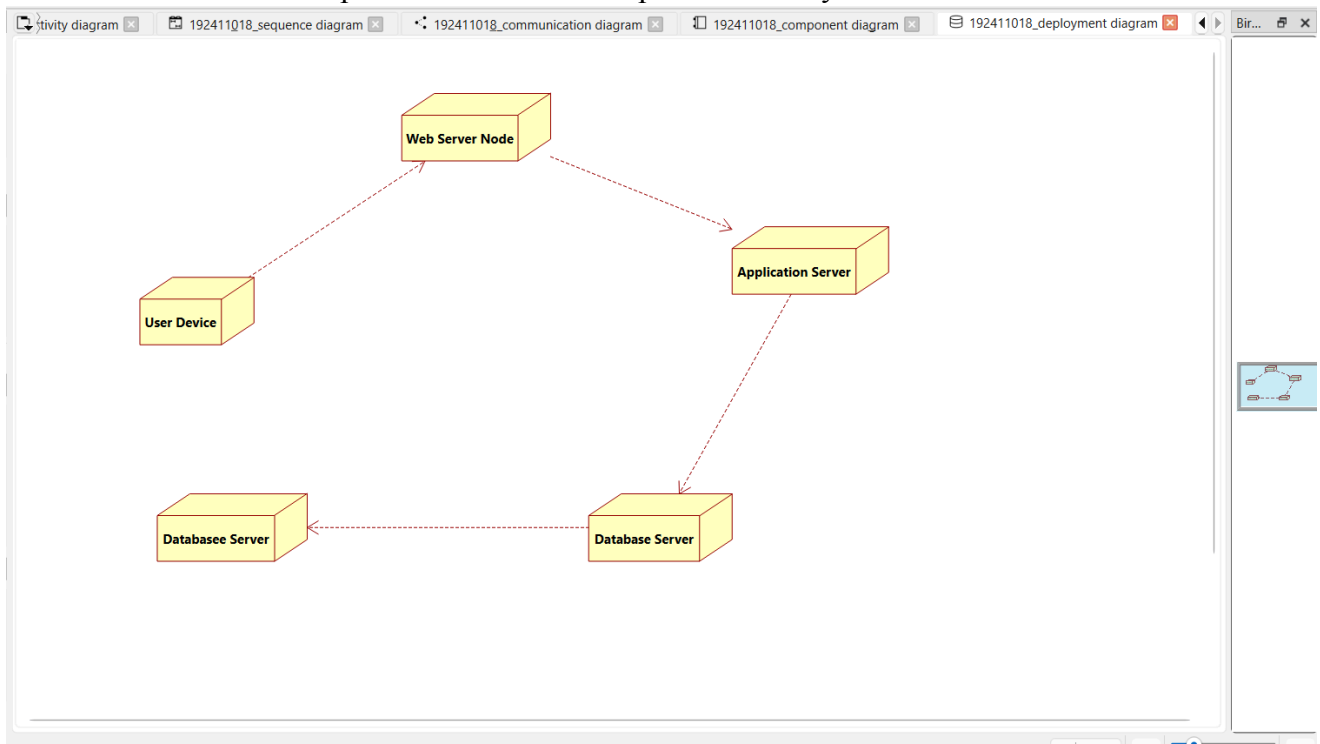 tivity diagram
192411018_sequence diagram
192411018_communication diagram
192411018_component diagram
192411018_deployment diagram
Bir...
Web Server Node
Application Server
User Device
Databasee Server
Database Server